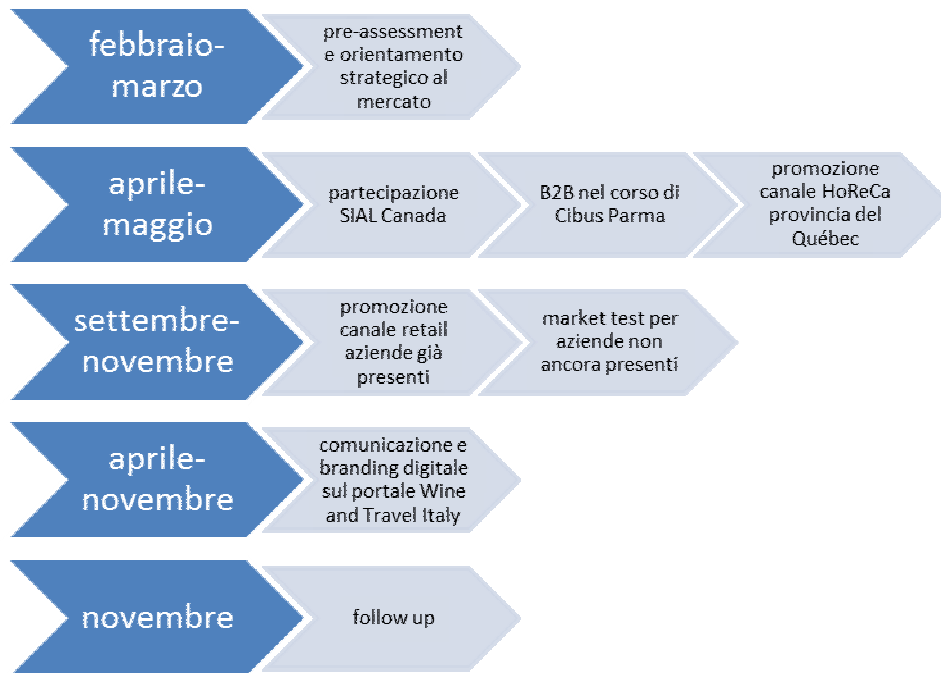 febbraio-
marzo
pre-assessment
e orientamento
strategico al
mercato
aprile-
maggio
partecipazione
SIAL Canada
B2B nel corso di
Cibus Parma
promozione
canale HoReCa
provincia del
Québec
settembre-
novembre
promozione
canale retail
aziende già
presenti
market test per
aziende non
ancora presenti
aprile-
novembre
comunicazione e
branding digitale
sul portale Wine
and Travel Italy
novembre
follow up